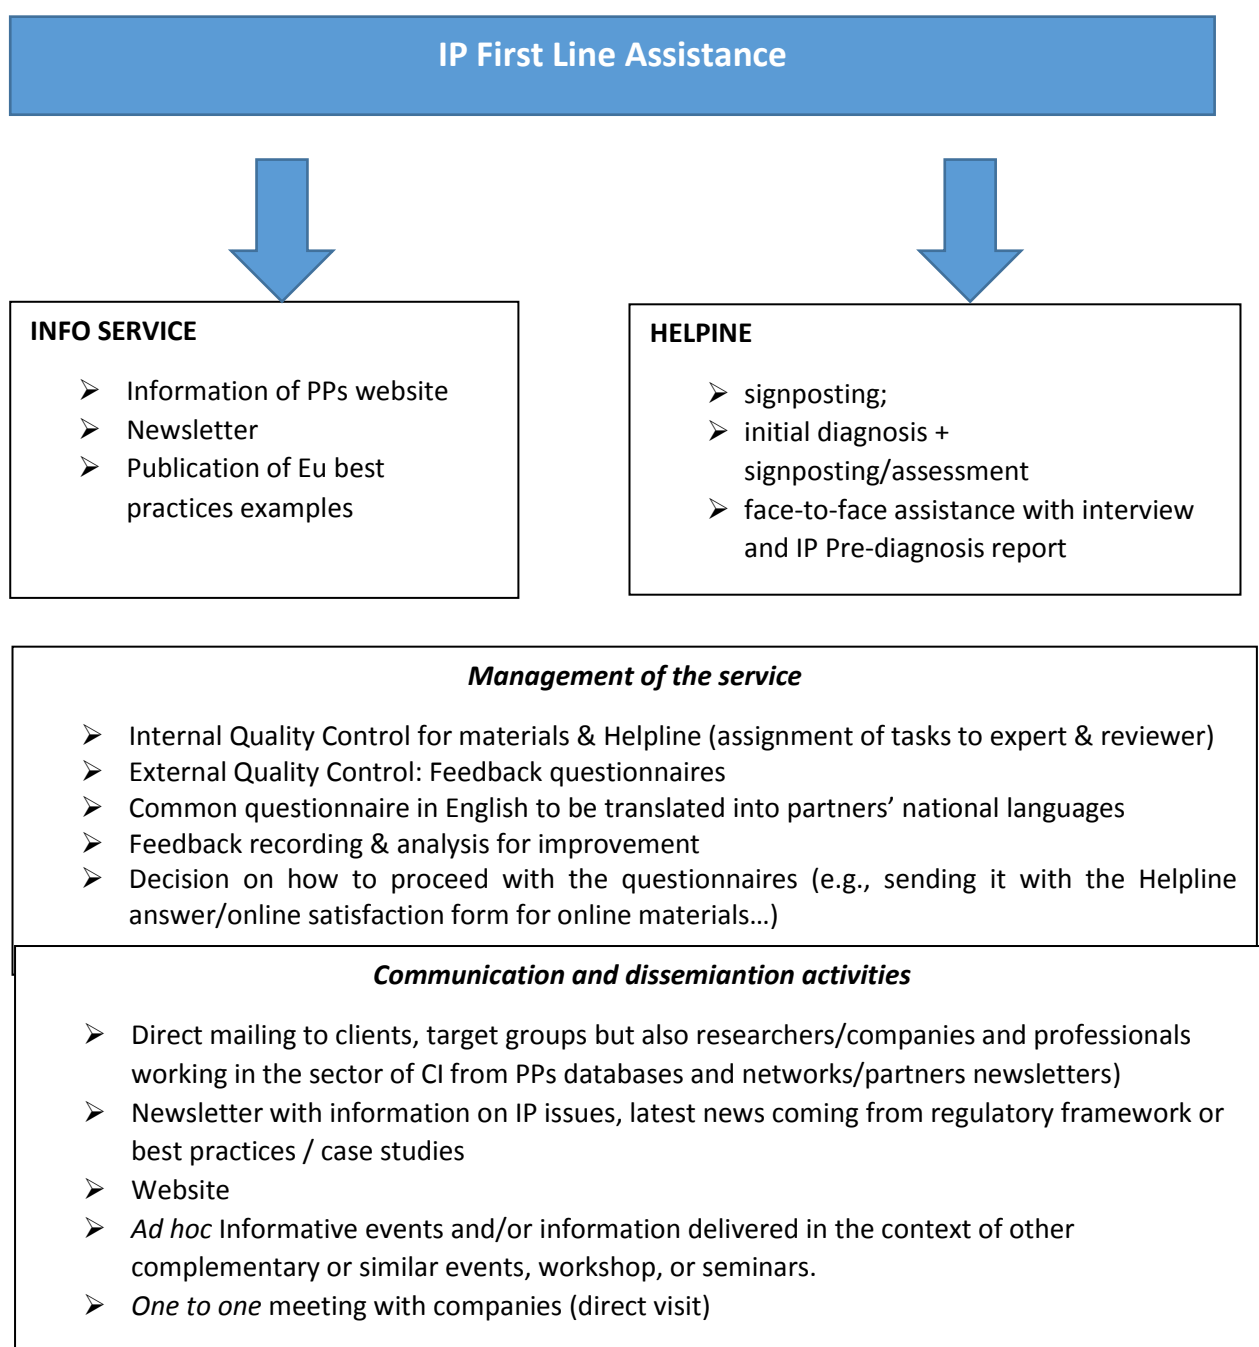 IP First Line Assistance
INFO SERVICE
➢ Information of PPs website
➢ Newsletter
➢ Publication of Eu best
practices examples
HELPINE
➢ signposting;
➢ initial diagnosis +
signposting/assessment
➢ face-to-face assistance with interview
and IP Pre-diagnosis report
Management of the service
➢ Internal Quality Control for materials & Helpline (assignment of tasks to expert & reviewer)
➢ External Quality Control: Feedback questionnaires
➢ Common questionnaire in English to be translated into partners’ national languages
➢ Feedback recording & analysis for improvement
➢ Decision on how to proceed with the questionnaires (e.g., sending it with the Helpline
answer/online satisfaction form for online materials…)
Communication and dissemiantion activities
➢ Direct mailing to clients, target groups but also researchers/companies and professionals
working in the sector of CI from PPs databases and networks/partners newsletters)
➢ Newsletter with information on IP issues, latest news coming from regulatory framework or
best practices / case studies
➢ Website
➢ Ad hoc Informative events and/or information delivered in the context of other
complementary or similar events, workshop, or seminars.
➢ One to one meeting with companies (direct visit)